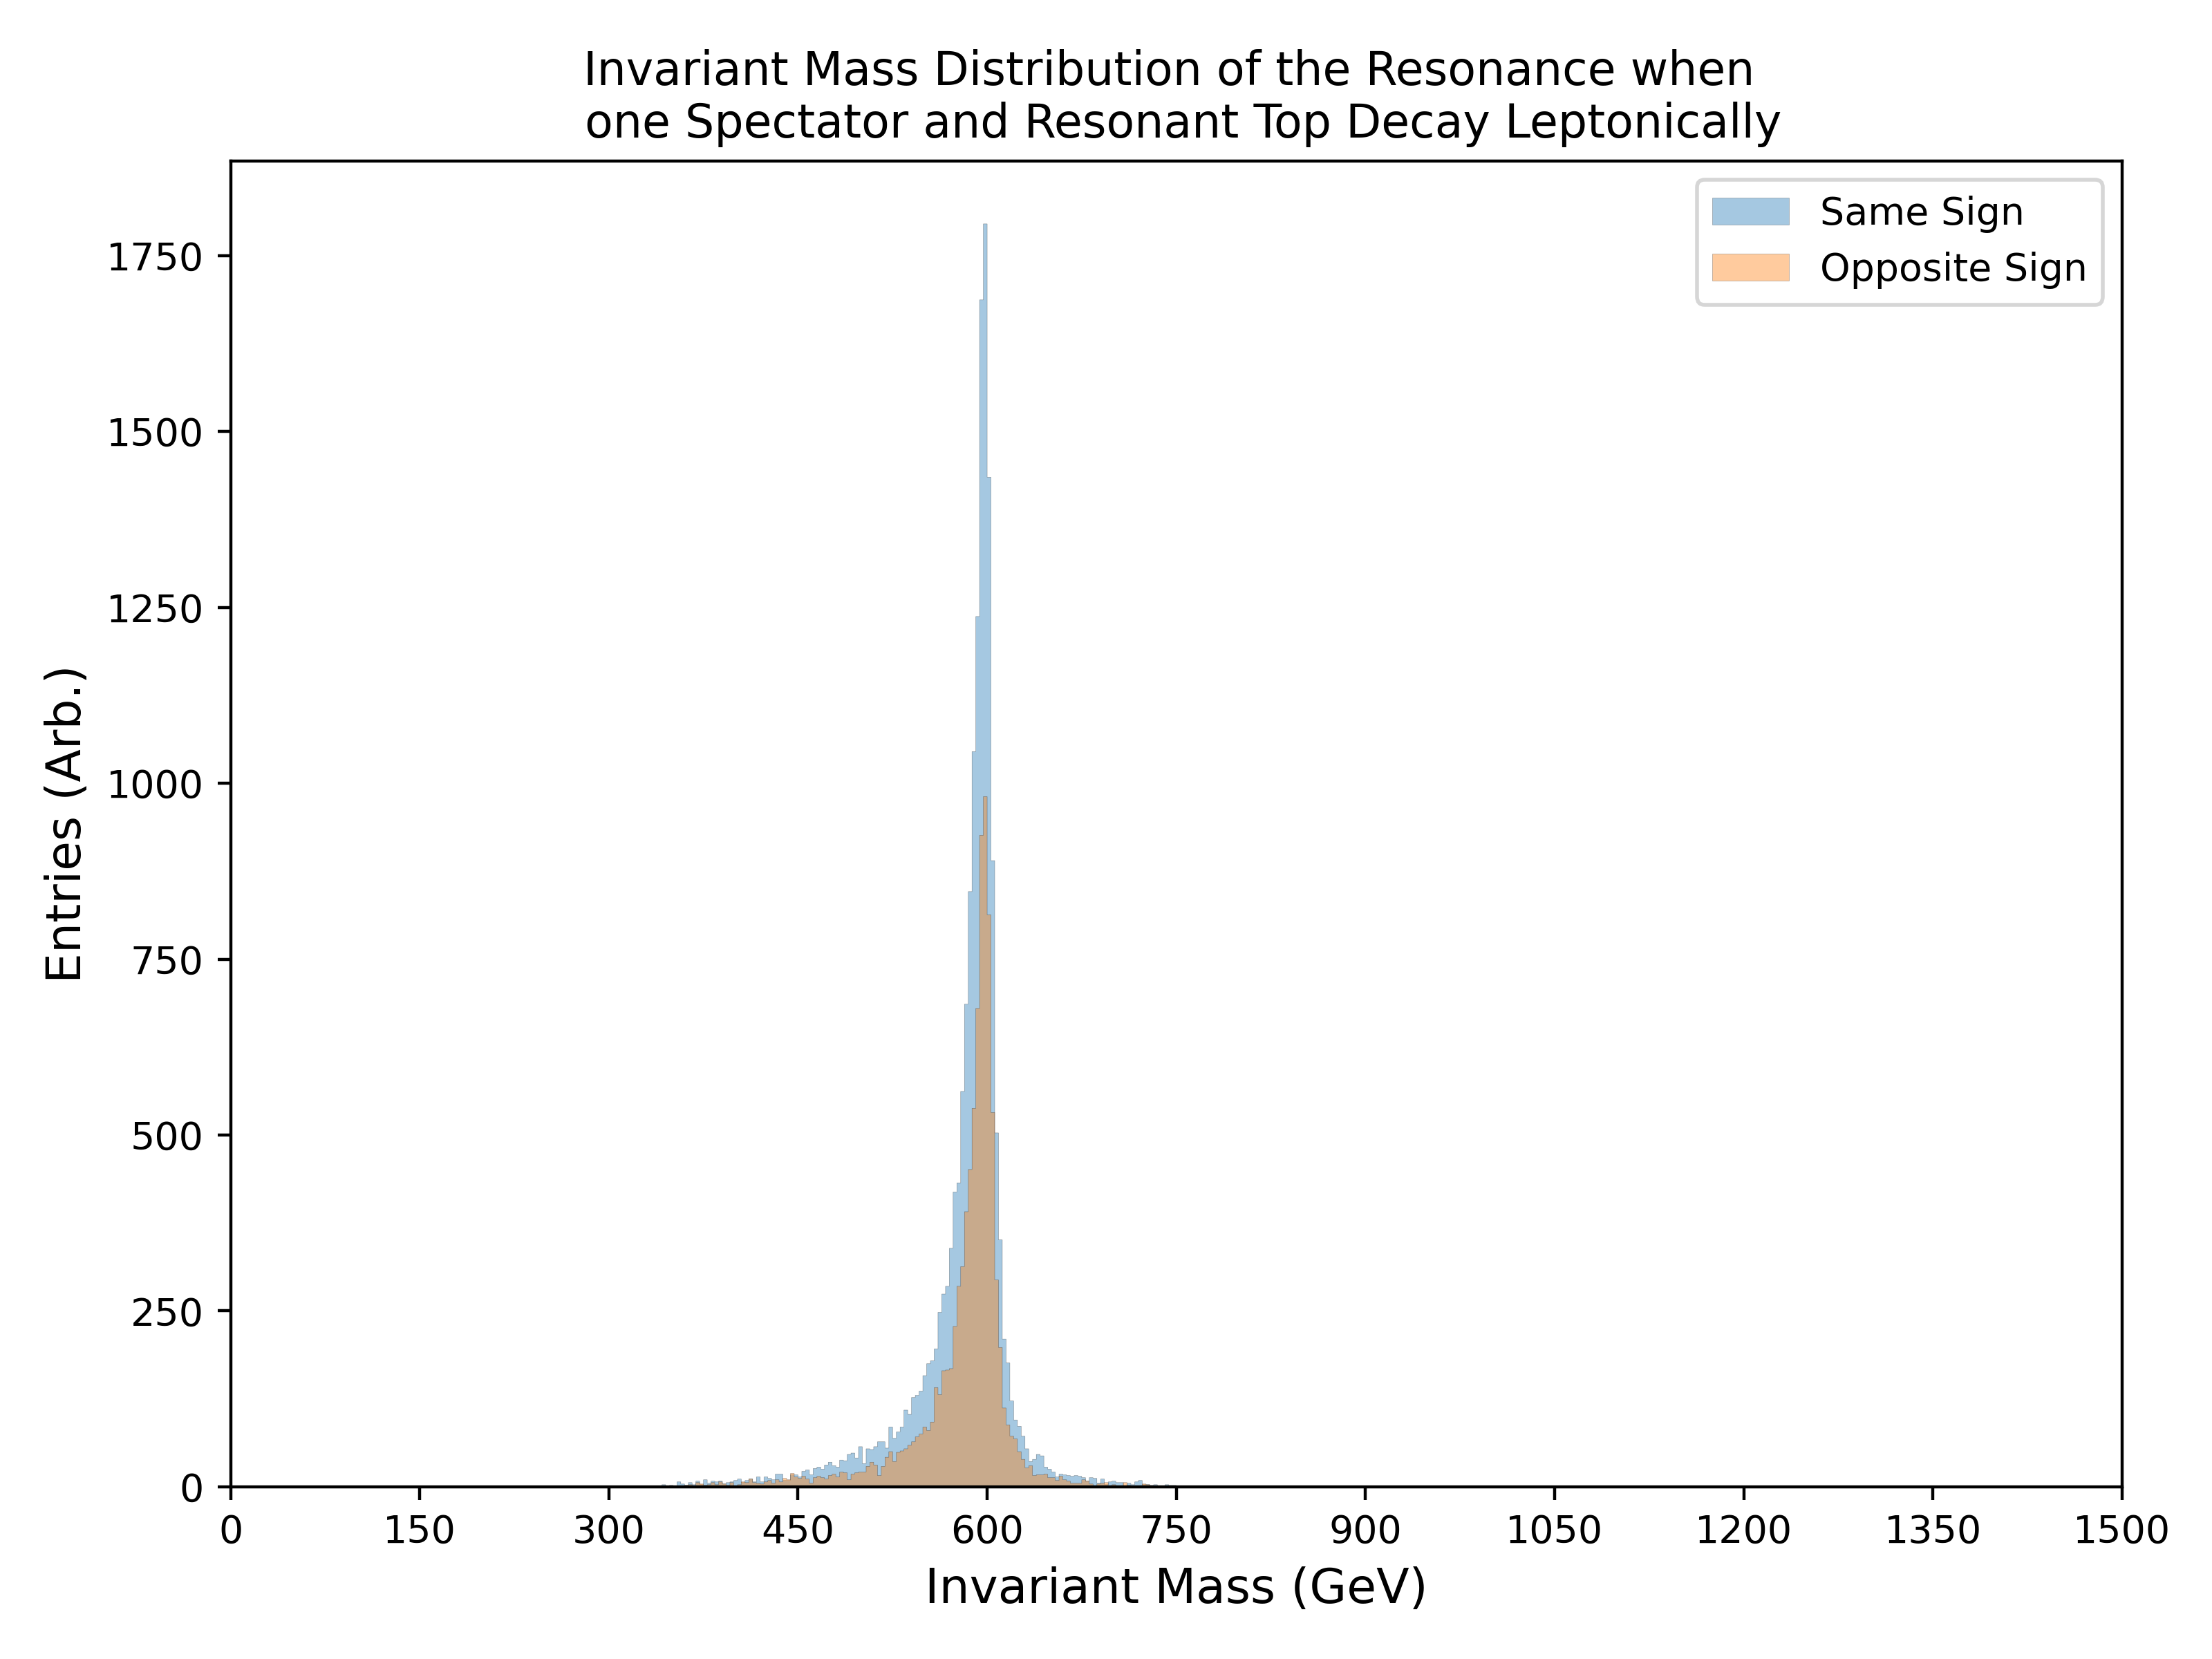 Invariant Mass Distribution of the Resonance when
one Spectator and Resonant Top Decay Leptonically
Same Sign
Opposite Sign
Entries (Arb.)
1750
1500
1250
1000
750
500
250
0
0 150 300 450 600 750 900 1050 1200 1350 1500
Invariant Mass (GeV)